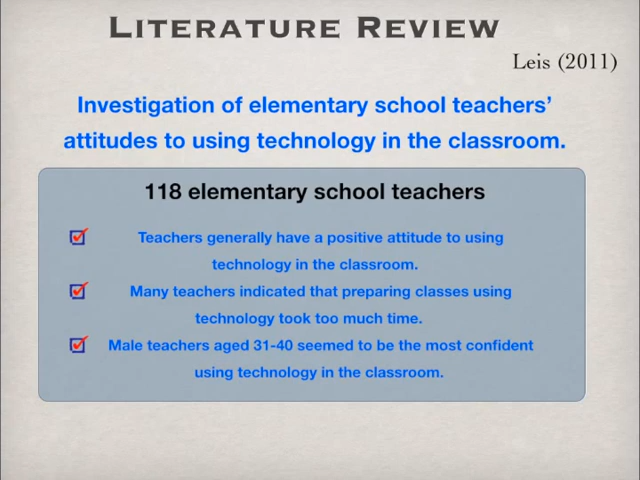 LITERATURE REVIEW
Leis (2011)
Investigation of elementary school teachers’
attitudes to using technology in the classroom.
118 elementary school teachers
Teachers generally have a positive attitude to using
technology in the classroom.
Many teachers indicated that preparing classes using
technology took too much time.
Male teachers aged 31-40 seemed to be the most confident
using technology in the classroom.